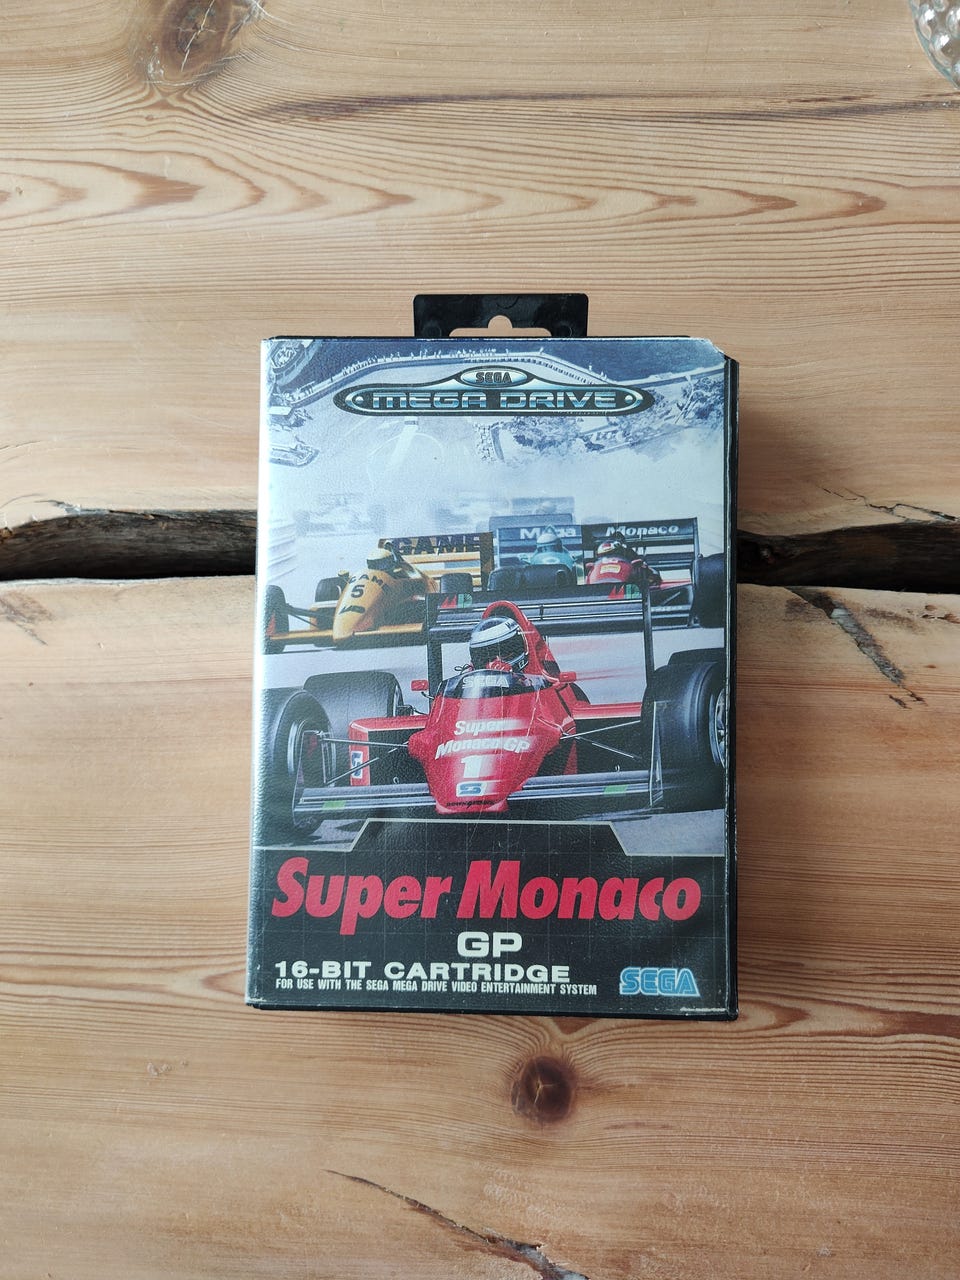 SEGA
MEGA DRIVE
GAME
Monaco
5
SEGA
Super
Monaco GP
1
S
Super Monaco
GP
16-BIT CARTRIDGE
FOR USE WITH THE SEGA MEGA DRIVE VIDEO ENTERTAINMENT SYSTEM
SEGA